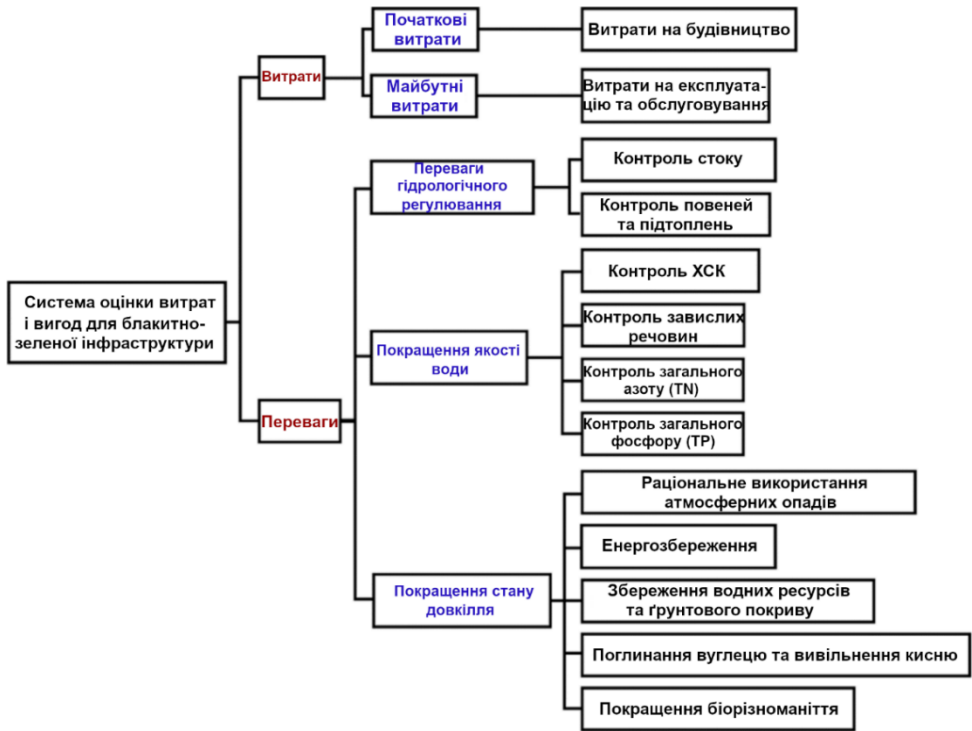 Система оцінки витрат
і вигод для блакитно-
зеленої інфраструктури
Витрати
Початкові
витрати
Витрати на будівництво
Майбутні
витрати
Витрати на експлуата-
цію та обслуговування
Переваги
Переваги
гідрологічного
регулювання
Контроль стоку
Контроль повеней
та підтоплень
Покращення якості
води
Контроль ХСК
Контроль завислих
речовин
Контроль загального
азоту (TN)
Контроль загального
фосфору (TP)
Покращення стану
довкілля
Раціональне використання
атмосферних опадів
Енергозбереження
Збереження водних ресурсів
та ґрунтового покриву
Поглинання вуглецю та вивільнення кисню
Покращення біорізноманіття